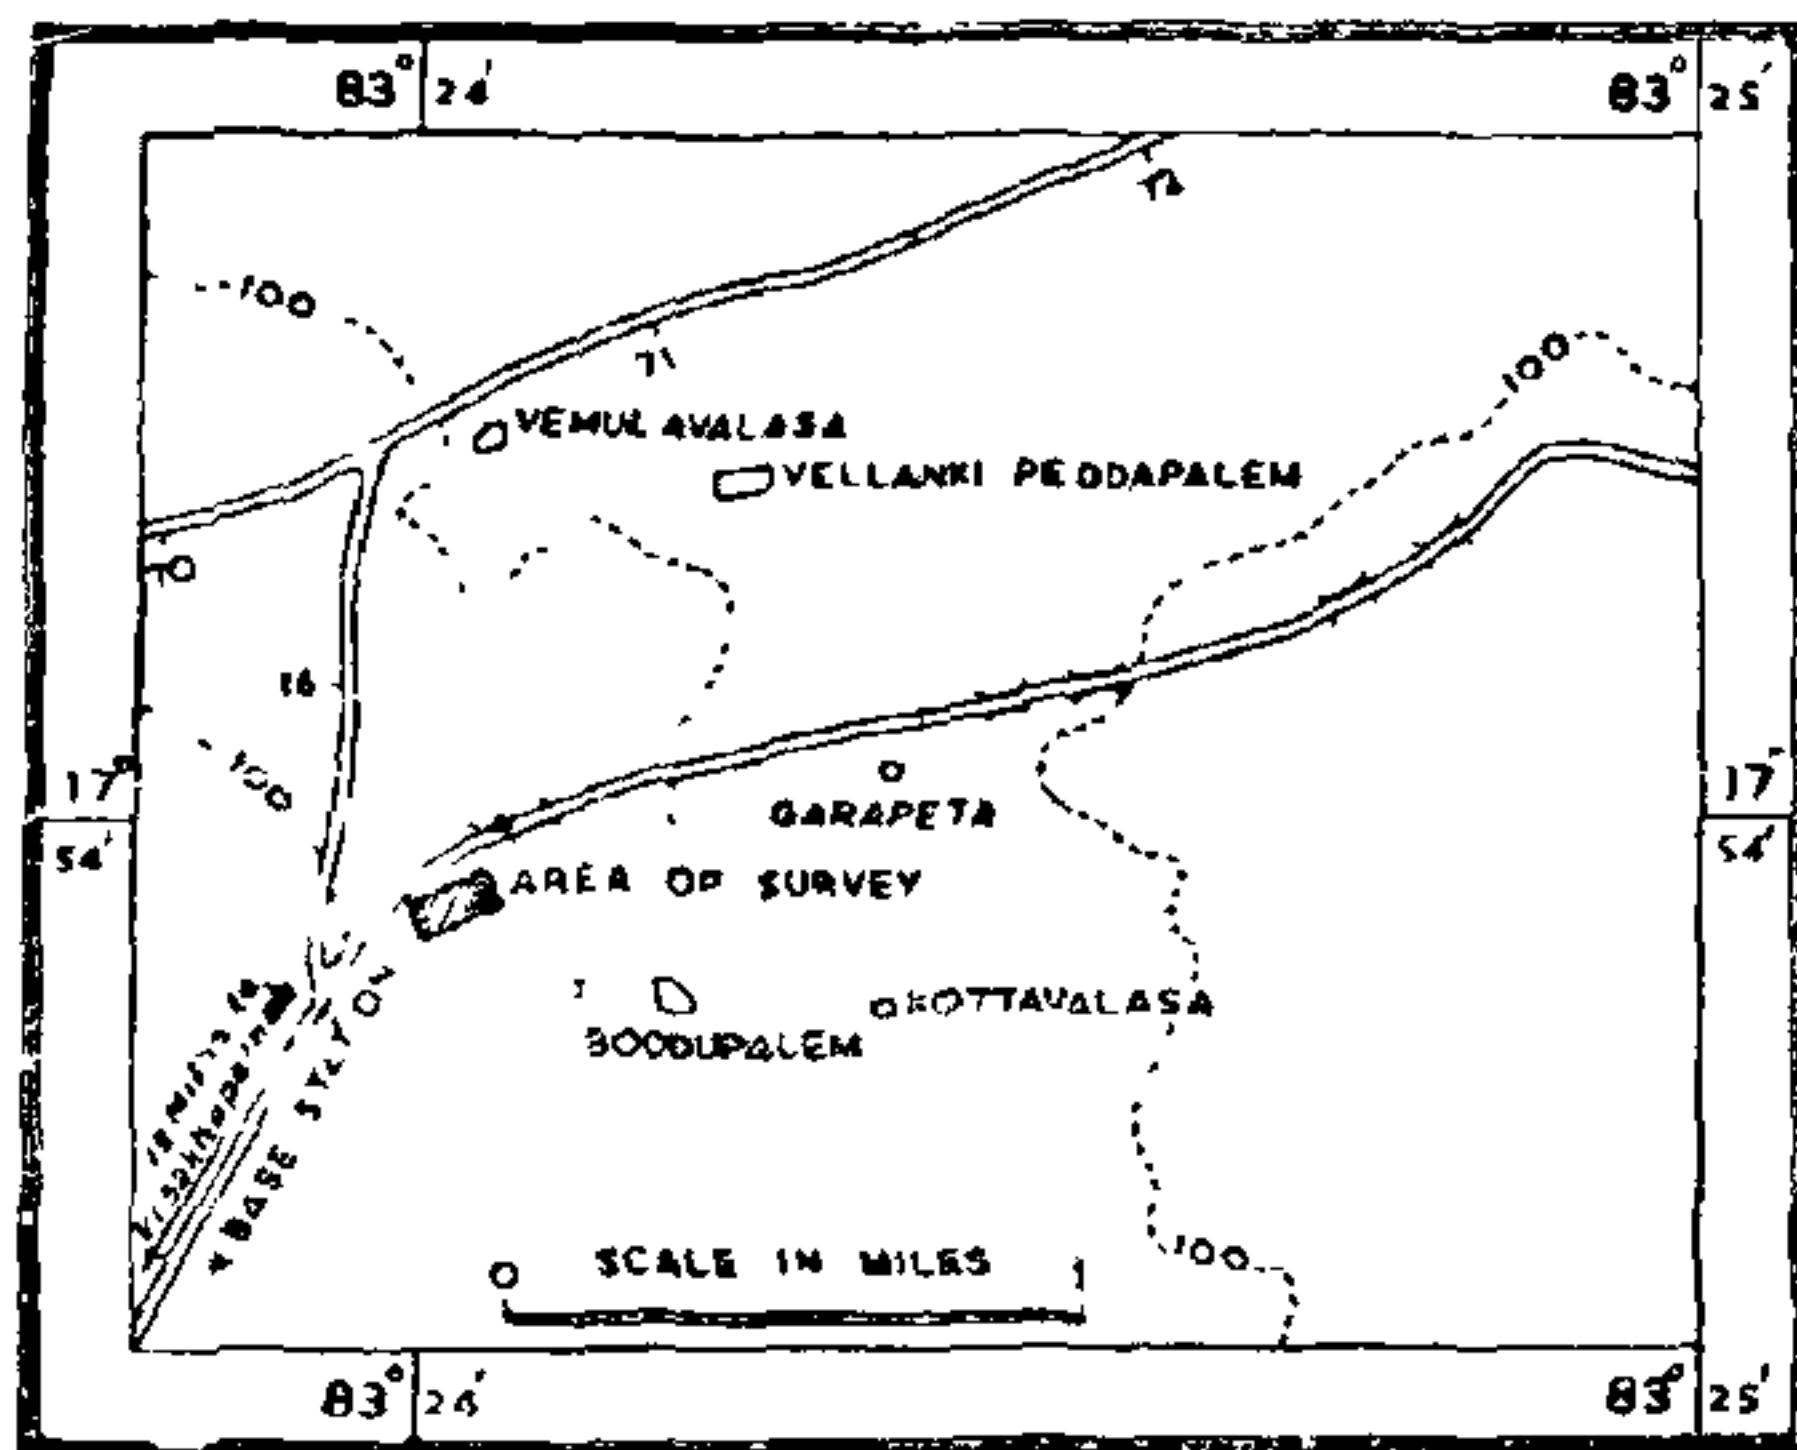 83° 24'
83° 25'
72
100
71
100
VEMULAVALASA
VELLANKI PEDDAPALEM
70
16
100
17°
54'
17°
54'
GARAPETA
AREA OF SURVEY
KOTTAVALASA
BOODUPALEM
BASE
100
0 SCALE IN MILES 1
83° 24'
83° 25'